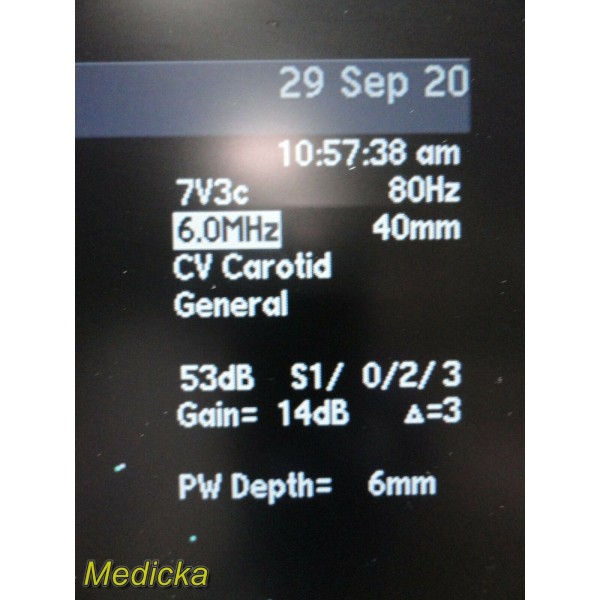 29 Sep 20
10:57:38 am
7V3c 80Hz
6.0MHz 40mm
CV Carotid
General
53dB S1/ 0/2/3
Gain= 14dB Δ=3
PW Depth= 6mm
Medicka